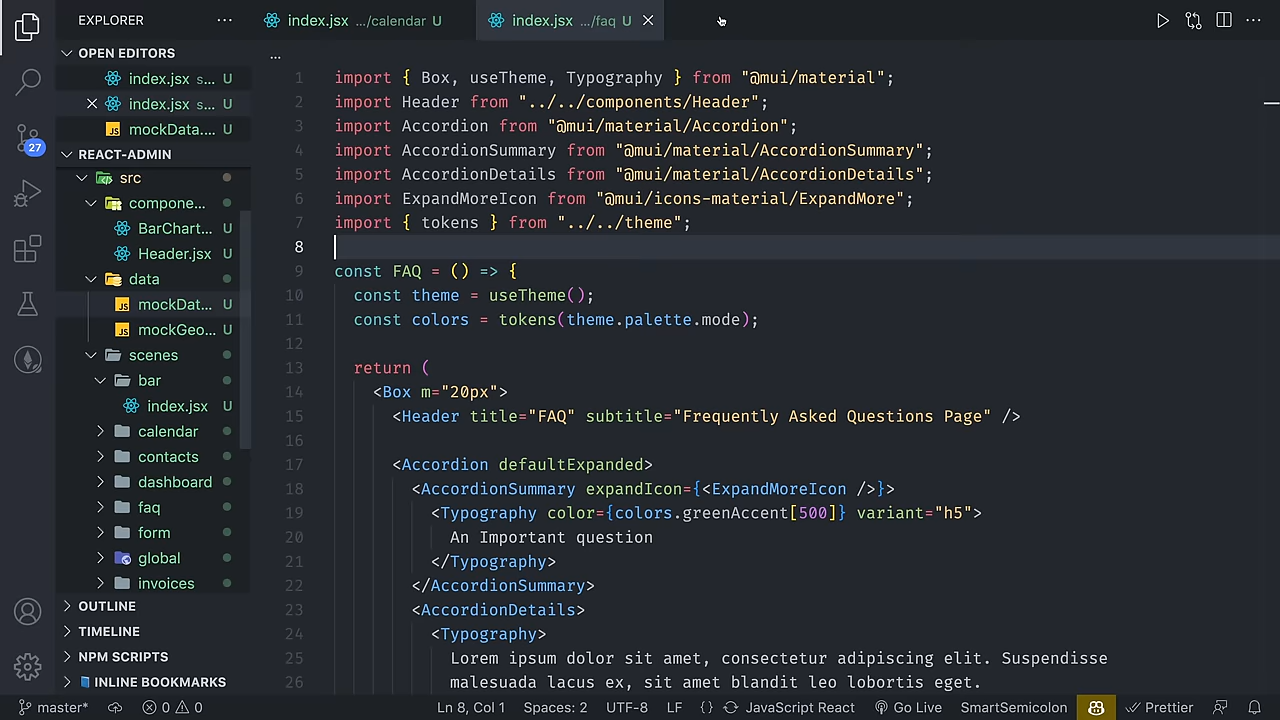 EXPLORER ···
OPEN EDITORS
index.jsx s... U
index.jsx s... U
mockData.... U
REACT-ADMIN
src
compone...
BarChart... U
Header.jsx U
data
mockDat... U
mockGeo... U
scenes
bar
index.jsx U
calendar
contacts
dashboard
faq
form
global
invoices
OUTLINE
TIMELINE
NPM SCRIPTS
INLINE BOOKMARKS
27
index.jsx .../calendar U
index.jsx .../faq U
...
1 import { Box, useTheme, Typography } from "@mui/material";
2 import Header from "../../components/Header";
3 import Accordion from "@mui/material/Accordion";
4 import AccordionSummary from "@mui/material/AccordionSummary";
5 import AccordionDetails from "@mui/material/AccordionDetails";
6 import ExpandMoreIcon from "@mui/icons-material/ExpandMore";
7 import { tokens } from "../../theme";
8
9 const FAQ = () => {
10 const theme = useTheme();
11 const colors = tokens(theme.palette.mode);
12
13 return (
14 <Box m="20px">
15 <Header title="FAQ" subtitle="Frequently Asked Questions Page" />
16
17 <Accordion defaultExpanded>
18 <AccordionSummary expandIcon={<ExpandMoreIcon />}>
19 <Typography color={colors.greenAccent[500]} variant="h5">
20 An Important question
21 </Typography>
22 </AccordionSummary>
23 <AccordionDetails>
24 <Typography>
25 Lorem ipsum dolor sit amet, consectetur adipiscing elit. Suspendisse
26 malesuada lacus ex, sit amet blandit leo lobortis eget.
master* 0 0 Ln 8, Col 1 Spaces: 2 UTF-8 LF {} JavaScript React Go Live SmartSemicolon Prettier